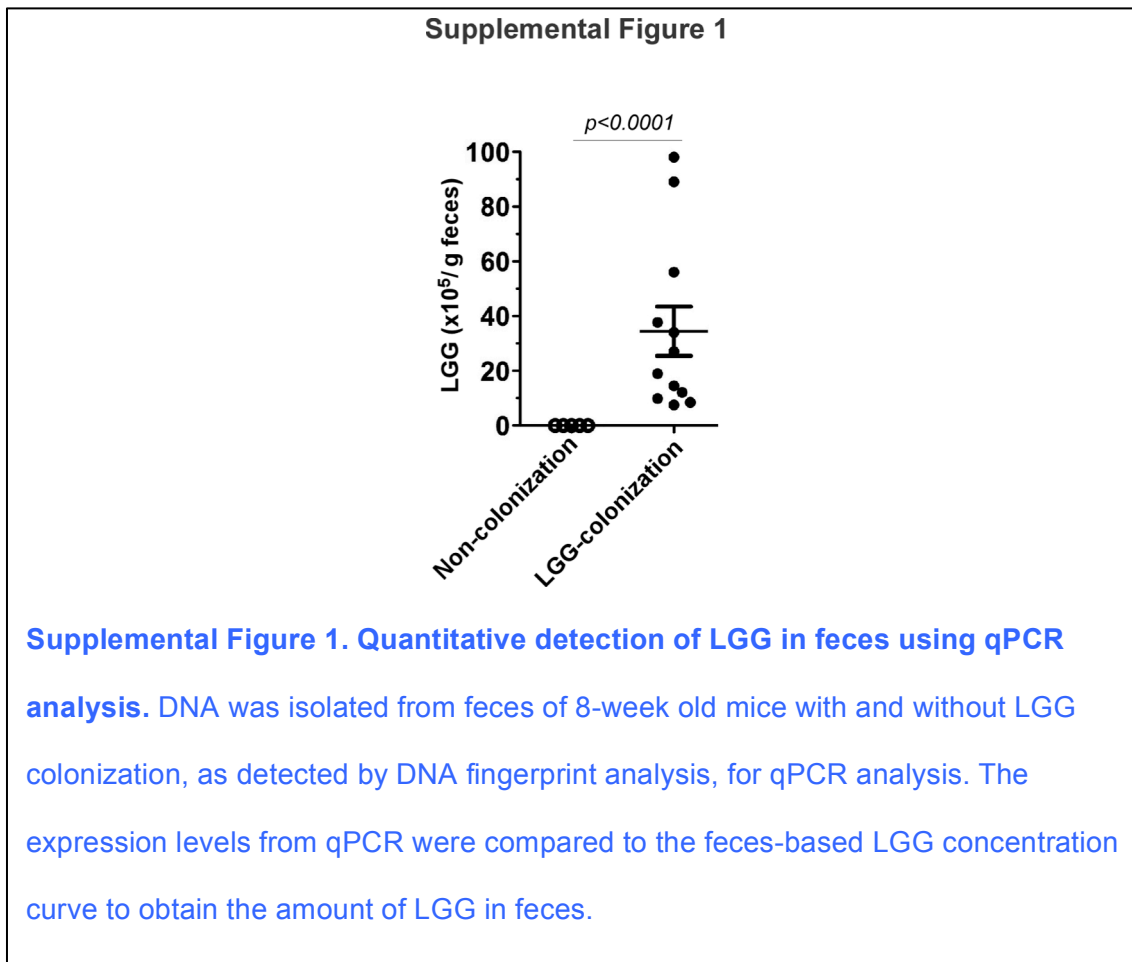 Supplemental Figure 1
p<0.0001
LGG (x10⁵/g feces)
100
80
60
40
20
0
Non-colonization
LGG-colonization
Supplemental Figure 1. Quantitative detection of LGG in feces using qPCR
analysis. DNA was isolated from feces of 8-week old mice with and without LGG
colonization, as detected by DNA fingerprint analysis, for qPCR analysis. The
expression levels from qPCR were compared to the feces-based LGG concentration
curve to obtain the amount of LGG in feces.